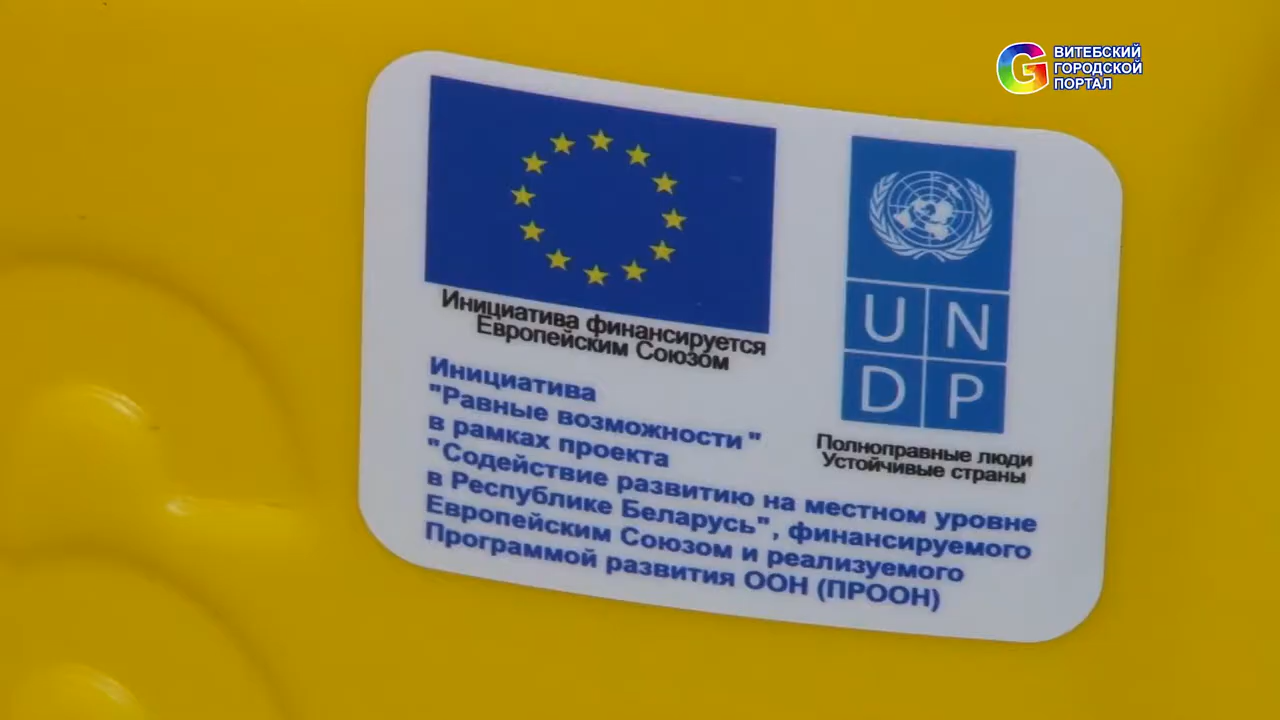 ВИТЕБСКИЙ
ГОРОДСКОЙ
ПОРТАЛ
Инициатива финансируется
Европейским Союзом
U N
D P
Полноправные люди
Устойчивые страны
Инициатива
"Равные возможности"
в рамках проекта
"Содействие развитию на местном уровне
в Республике Беларусь", финансируемого
Европейским Союзом и реализуемого
Программой развития ООН (ПРООН)